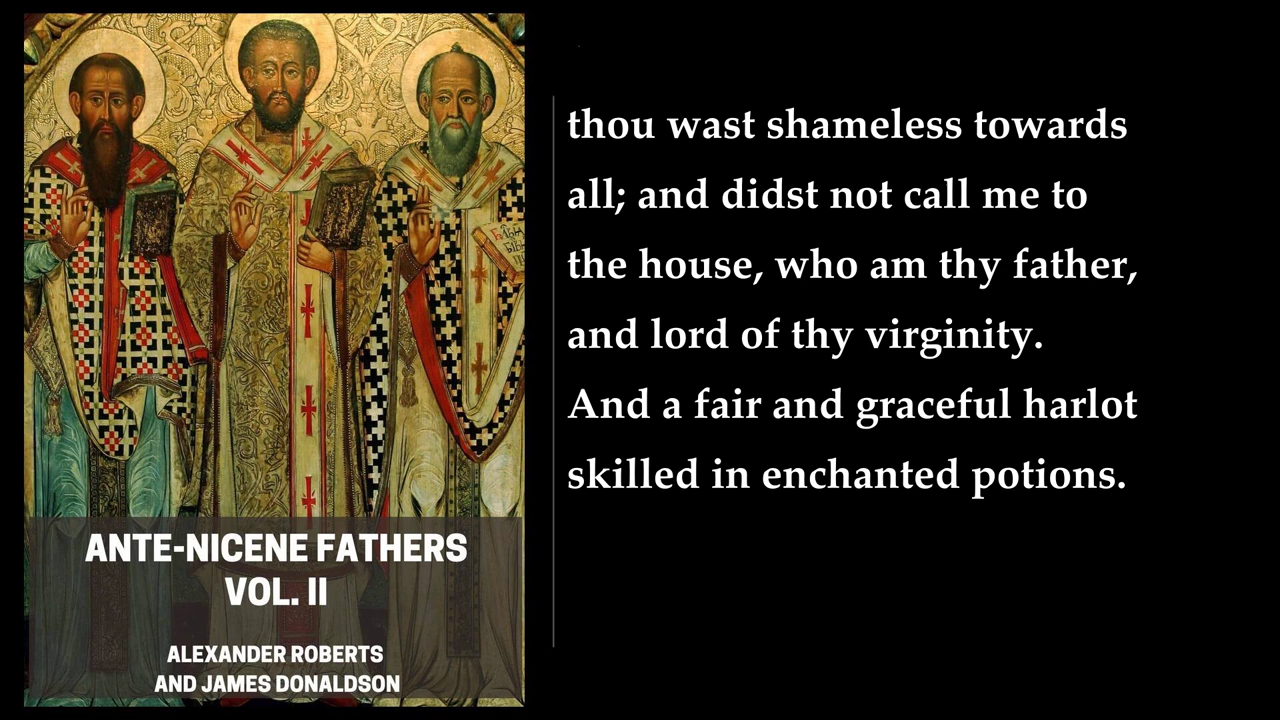 thou wast shameless towards
all; and didst not call me to
the house, who am thy father,
and lord of thy virginity.
And a fair and graceful harlot
skilled in enchanted potions.
ANTE-NICENE FATHERS
VOL. II
ALEXANDER ROBERTS
AND JAMES DONALDSON